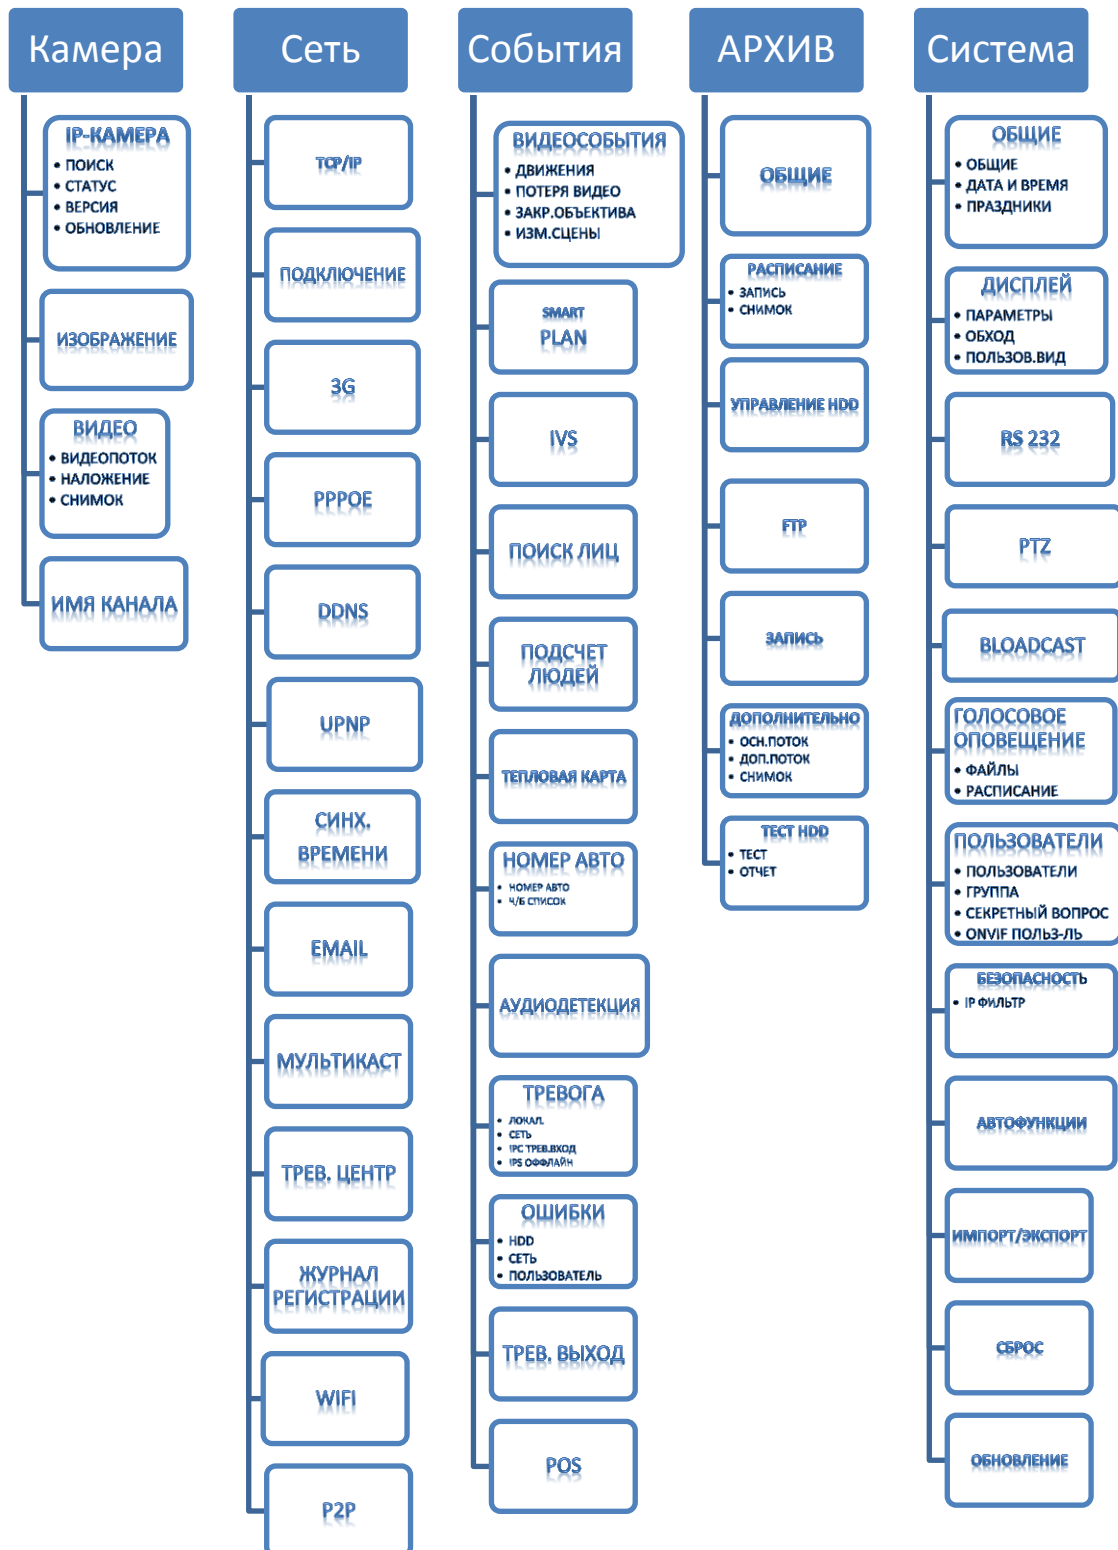 Камера
IP-КАМЕРА
• ПОИСК
• СТАТУС
• ВЕРСИЯ
• ОБНОВЛЕНИЕ
ИЗОБРАЖЕНИЕ
ВИДЕО
• ВИДЕОПОТОК
• НАЛОЖЕНИЕ
• СНИМОК
ИМЯ КАНАЛА
Сеть
TCP/IP
ПОДКЛЮЧЕНИЕ
3G
PPPOE
DDNS
UPNP
СИНХ.
ВРЕМЕНИ
EMAIL
МУЛЬТИКАСТ
ТРЕВ. ЦЕНТР
ЖУРНАЛ
РЕГИСТРАЦИИ
WIFI
P2P
События
ВИДЕОСОБЫТИЯ
• ДВИЖЕНИЯ
• ПОТЕРЯ ВИДЕО
• ЗАКР.ОБЪЕКТИВА
• ИЗМ.СЦЕНЫ
SMART
PLAN
IVS
ПОИСК ЛИЦ
ПОДСЧЕТ
ЛЮДЕЙ
ТЕПЛОВАЯ КАРТА
НОМЕР АВТО
• НОМЕР АВТО
• Ч/Б СПИСОК
АУДИОДЕТЕКЦИЯ
ТРЕВОГА
• ЛОКАЛ.
• СЕТЬ
• IPC ТРЕВ.ВХОД
• IPS ОФФЛАЙН
ОШИБКИ
• HDD
• СЕТЬ
• ПОЛЬЗОВАТЕЛЬ
ТРЕВ. ВЫХОД
POS
АРХИВ
ОБЩИЕ
РАСПИСАНИЕ
• ЗАПИСЬ
• СНИМОК
УПРАВЛЕНИЕ HDD
FTP
ЗАПИСЬ
ДОПОЛНИТЕЛЬНО
• ОСН.ПОТОК
• ДОП.ПОТОК
• СНИМОК
ТЕСТ HDD
• ТЕСТ
• ОТЧЕТ
Система
ОБЩИЕ
• ОБЩИЕ
• ДАТА И ВРЕМЯ
• ПРАЗДНИКИ
ДИСПЛЕЙ
• ПАРАМЕТРЫ
• ОБХОД
• ПОЛЬЗОВ.ВИД
RS 232
PTZ
BLOADCAST
ГОЛОСОВОЕ
ОПОВЕЩЕНИЕ
• ФАЙЛЫ
• РАСПИСАНИЕ
ПОЛЬЗОВАТЕЛИ
• ПОЛЬЗОВАТЕЛИ
• ГРУППА
• СЕКРЕТНЫЙ ВОПРОС
• ONVIF ПОЛЬЗ-ЛЬ
БЕЗОПАСНОСТЬ
• IP ФИЛЬТР
АВТОФУНКЦИИ
ИМПОРТ/ЭКСПОРТ
СБРОС
ОБНОВЛЕНИЕ